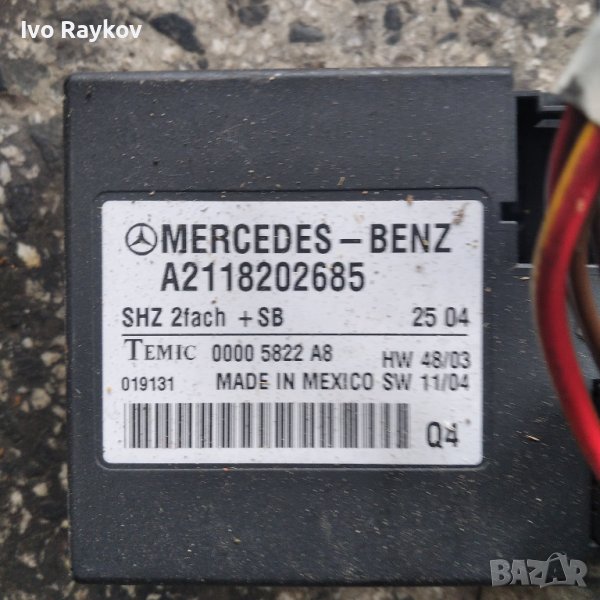 Ivo Raykov
MERCEDES-BENZ
A2118202685
SHZ 2fach +SB 25 04
TEMIC 0000 5822 A8 HW 48/03
019131 MADE IN MEXICO SW 11/04
Q4
BAZAR